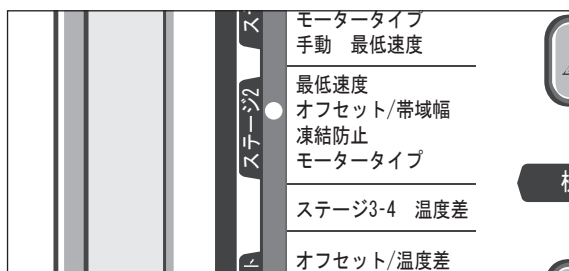 モータータイプ
手動　最低速度
ステージ2
最低速度
オフセット/帯域幅
凍結防止
モータータイプ
ステージ3-4　温度差
オフセット/温度差